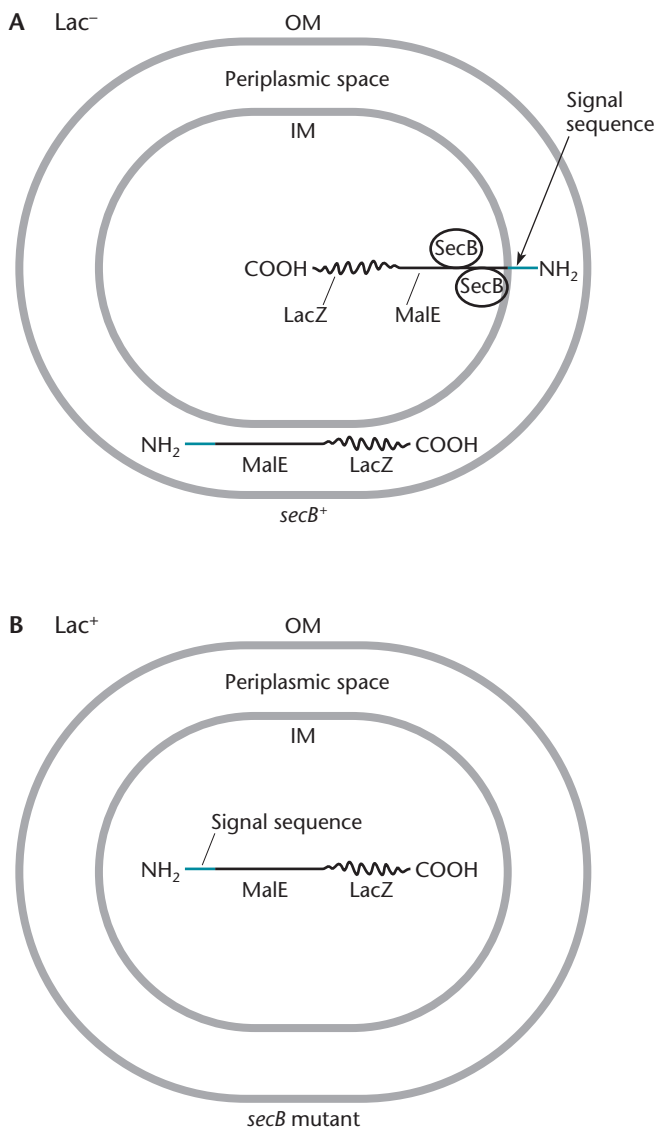 A Lac⁻ OM
Periplasmic space
IM
Signal
sequence
SecB
COOH NH₂
SecB
LacZ MalE
NH₂ COOH
MalE LacZ
secB⁺
B Lac⁺ OM
Periplasmic space
IM
Signal sequence
NH₂ COOH
MalE LacZ
secB mutant